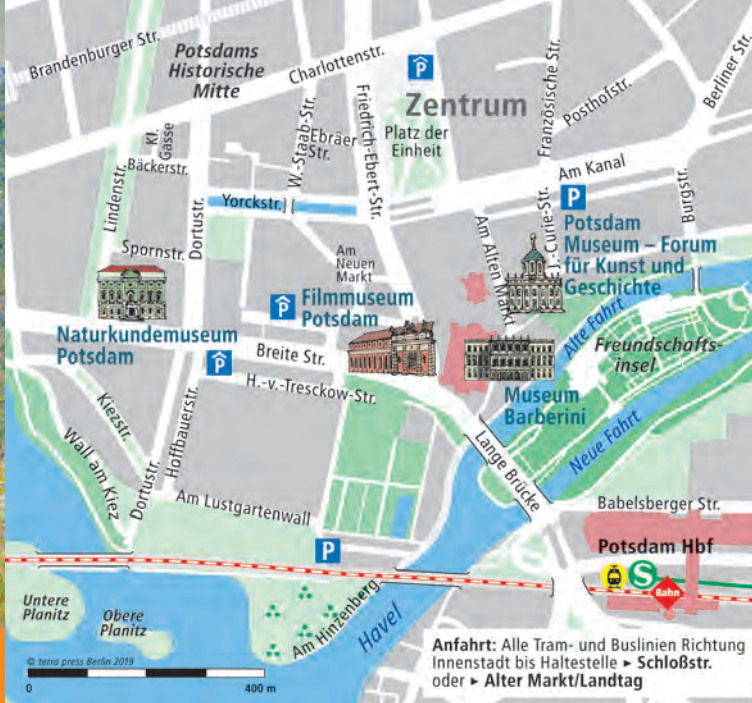 Brandenburger Str.
Potsdams
Historische
Mitte
Charlottenstr.
P
Zentrum
Platz der
Einheit
Französische Str.
Posthofstr.
Berliner Str.
Kl.
Gasse
Bäckerstr.
W.-Staab-Str.
Ebräer
Str.
Friedrich-Ebert-Str.
Am Kanal
Lindenstr.
Dortustr.
Yorckstr.
P
Burgstr.
J.-Curie-Str.
Am Alten Markt
Potsdam
Museum – Forum
für Kunst und
Geschichte
Spornstr.
Am
Neuen
Markt
P
Filmmuseum
Potsdam
Naturkundemuseum
Potsdam
P
Breite Str.
H.-v.-Tresckow-Str.
Alte Fahrt
Freundschafts-
insel
Museum
Barberini
Neue Fahrt
Lange Brücke
Kiezstr.
Wall am Kiez
Hoffbauerstr.
Dortustr.
Am Lustgartenwall
P
Babelsberger Str.
Potsdam Hbf
S
Bahn
Untere
Planitz
Obere
Planitz
Am Hinzenberg
Havel
Anfahrt: Alle Tram- und Buslinien Richtung
Innenstadt bis Haltestelle ► Schloßstr.
oder ► Alter Markt/Landtag
© terra press Berlin 2019
0 400 m